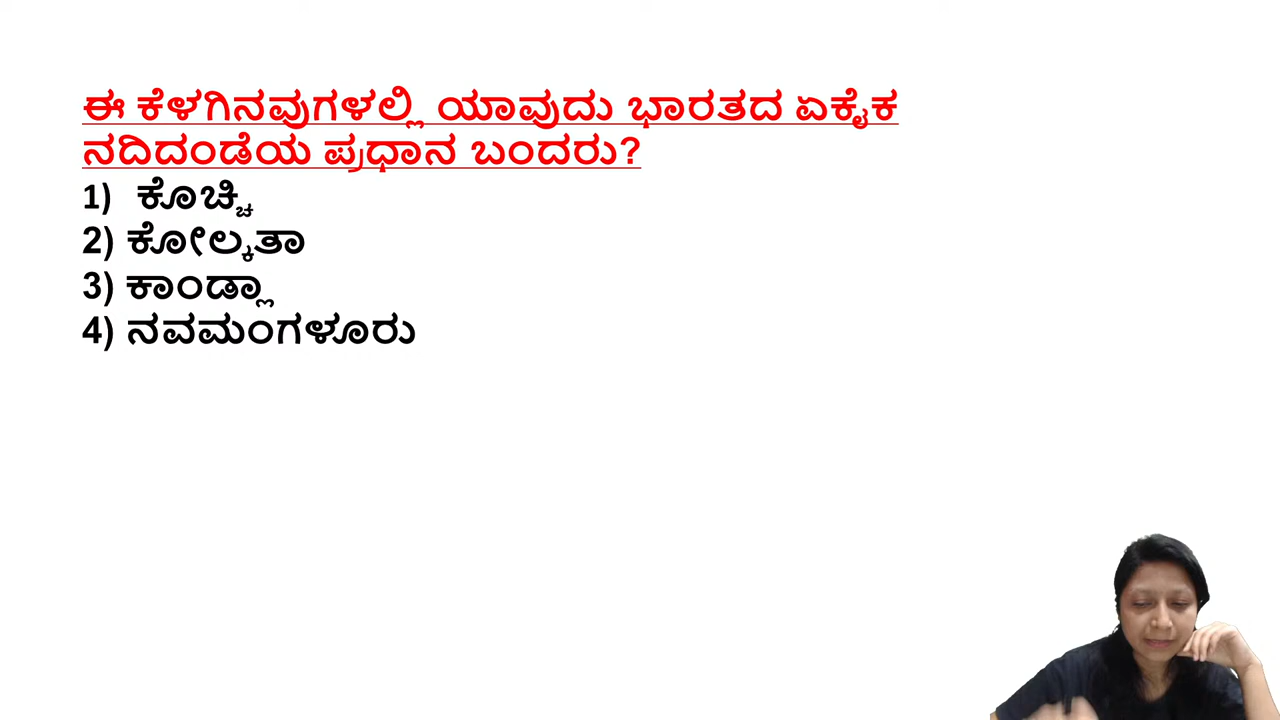 ಈ ಕೆಳಗಿನವುಗಳಲ್ಲಿ ಯಾವುದು ಭಾರತದ ಏಕೈಕ
ನದಿದಂಡೆಯ ಪ್ರಧಾನ ಬಂದರು?
1) ಕೊಚ್ಚಿ
2) ಕೋಲ್ಕತಾ
3) ಕಾಂಡ್ಲಾ
4) ನವಮಂಗಳೂರು